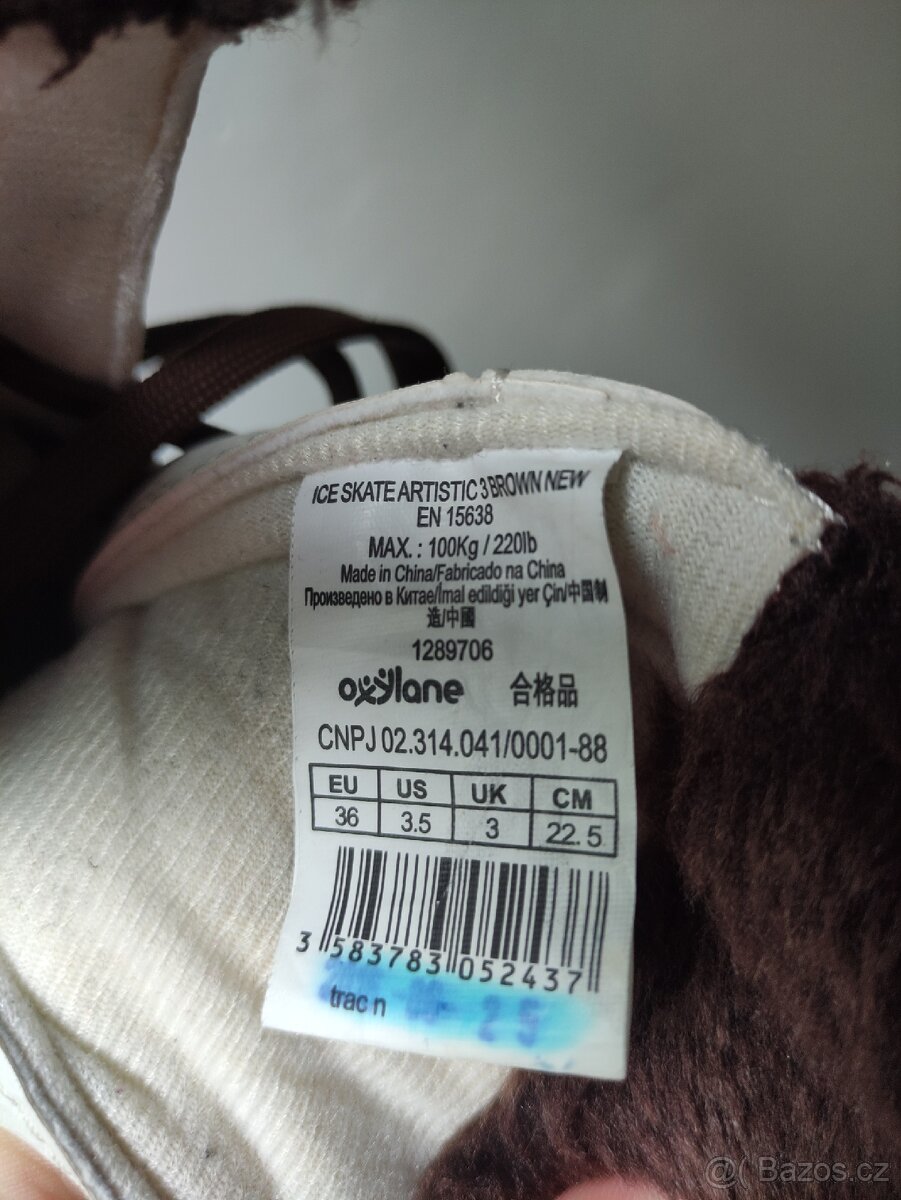 ICE SKATE ARTISTIC 3 BROWN NEW
EN 15638
MAX. : 100Kg / 220lb
Made in China/Fabricado na China
Произведено в Китае/İmal edildiği yer Çin/中国制
造/中國
1289706
oxylane 合格品
CNPJ 02.314.041/0001-88
EU US UK CM
36 3.5 3 22.5
3 583783 052437
trac n 25
@( Bazos.cz